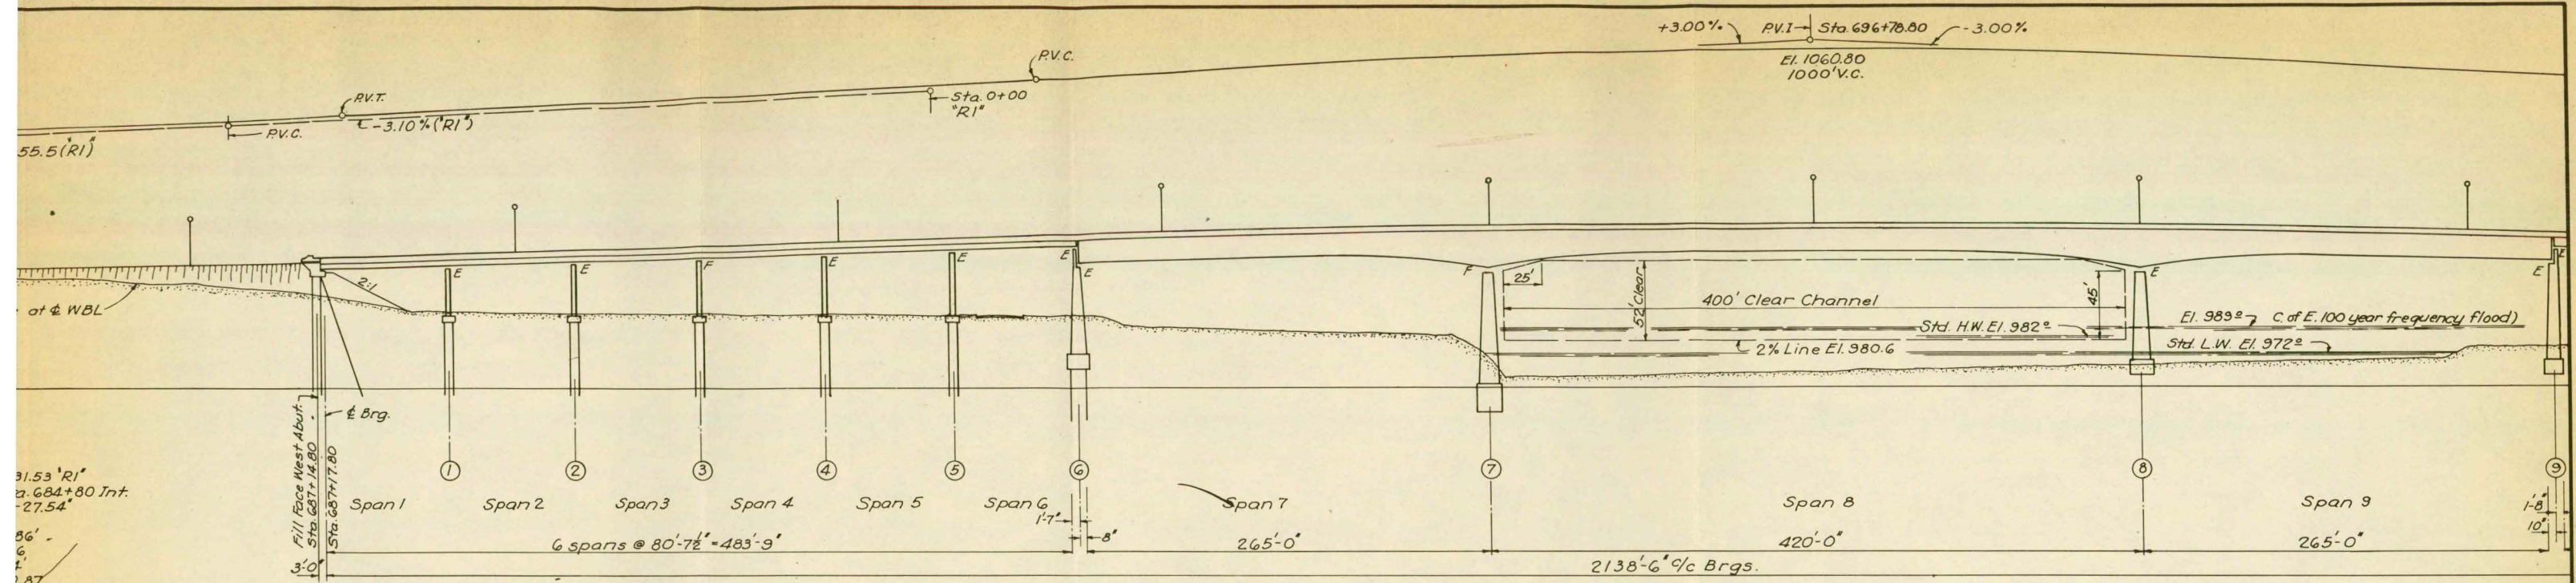 +3.00%
P.V.I
Sta. 696+78.80
-3.00%
El. 1060.80
1000' V.C.
P.V.C.
Sta. 0+00
"R1"
P.V.T.
-3.10% ("R1")
P.V.C.
55.5 (R1)
at ₵ WBL
2:1
E
E
F
E
E
E
E
F
E
E
E
25'
52' Clear
400' Clear Channel
45'
Std. H.W. El. 982º
El. 989º
C. of E. 100 year frequency flood)
2% Line El. 980.6
Std. L.W. El. 972º
₵ Brg.
Fill Face West Abut.
Sta. 687+14.80
Sta. 687+17.80
1
2
3
4
5
6
7
8
9
31.53 'R1"
a. 684+80 Int.
-27.54"
86'
Span 1
Span 2
Span 3
Span 4
Span 5
Span 6
Span 7
Span 8
Span 9
1'-7"
8"
1'-8"
10"
6 spans @ 80'-7½" = 483'-9"
265'-0"
420'-0"
265'-0"
3'-0"
2138'-6" c/c Brgs.